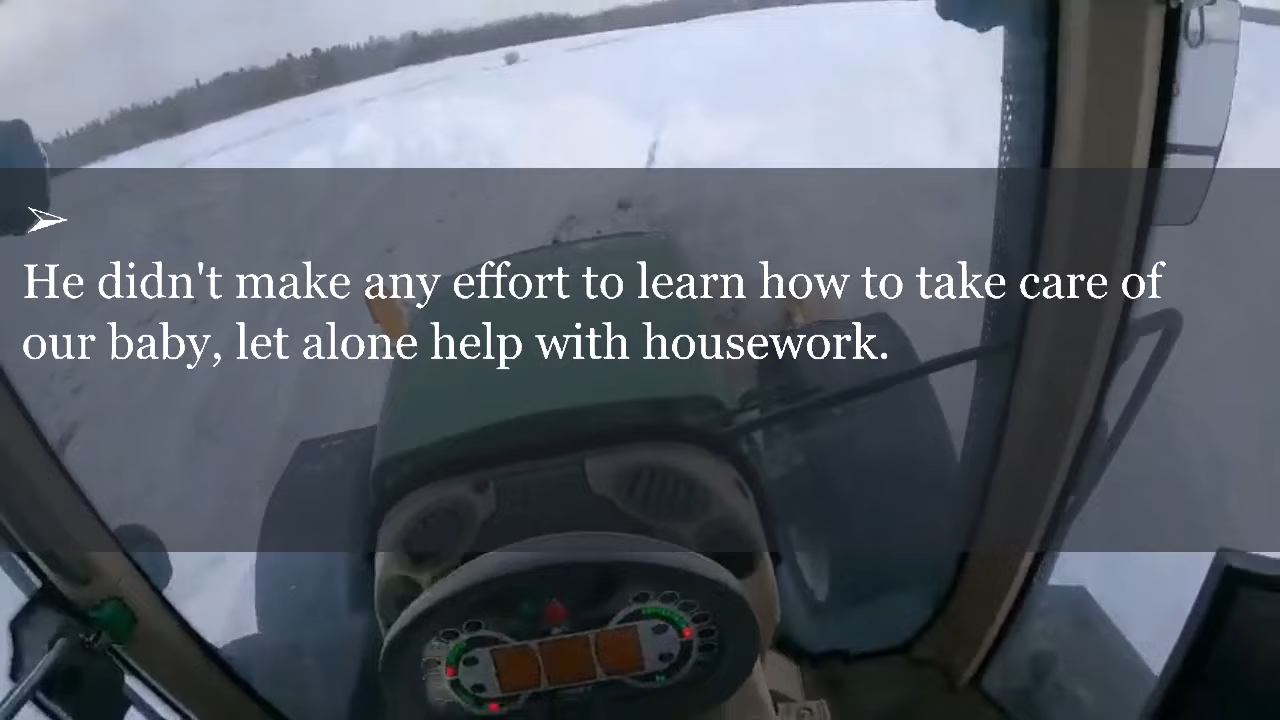 ➢
He didn't make any effort to learn how to take care of
our baby, let alone help with housework.